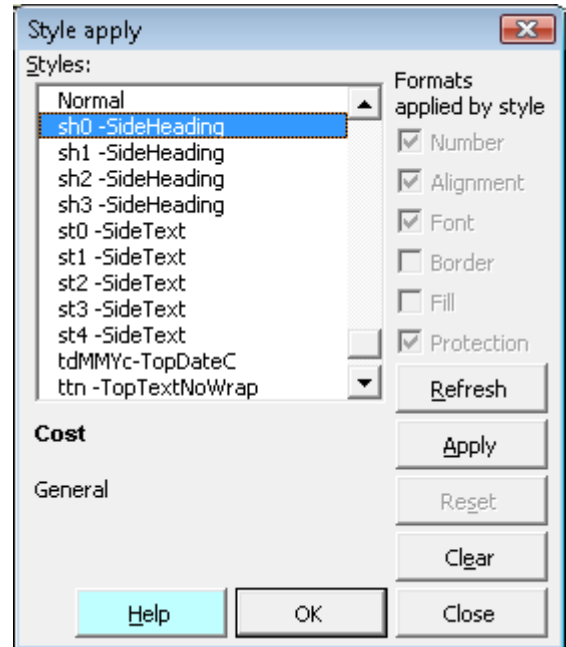 Style apply
Styles:
Normal
sh0 -SideHeading
sh1 -SideHeading
sh2 -SideHeading
sh3 -SideHeading
st0 -SideText
st1 -SideText
st2 -SideText
st3 -SideText
st4 -SideText
tdMMYc-TopDateC
ttn -TopTextNoWrap
Cost
General
Formats
applied by style
Number
Alignment
Font
Border
Fill
Protection
Refresh
Apply
Reset
Clear
Help
OK
Close